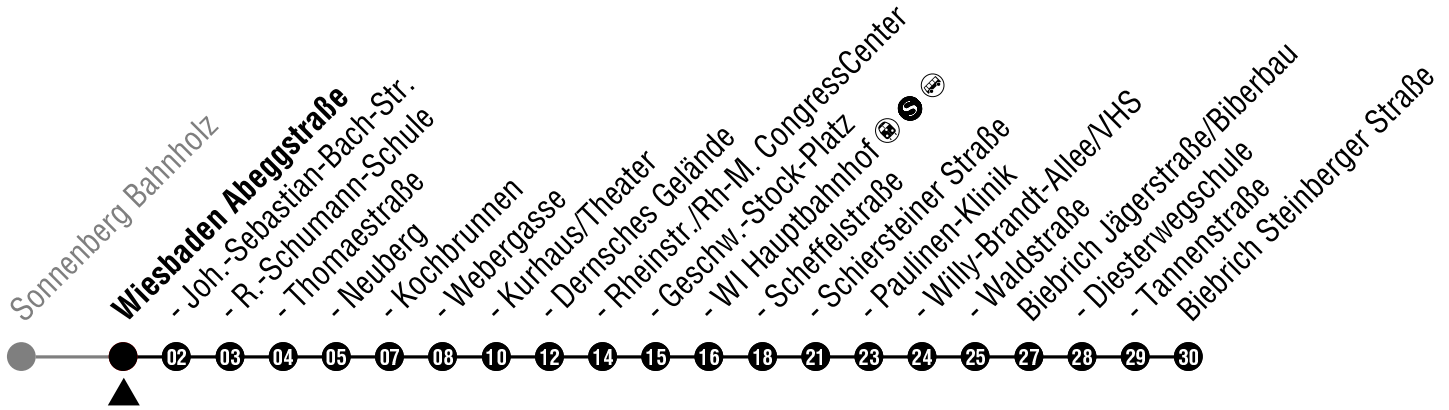 Sonnenberg Bahnholz
Wiesbaden Abeggstraße
- Joh.-Sebastian-Bach-Str.
- R.-Schumann-Schule
- Thomaestraße
- Neuberg
- Kochbrunnen
- Webergasse
- Kurhaus/Theater
- Dernsches Gelände
- Rheinstr./Rh-M. CongressCenter
- Geschw.-Stock-Platz
- WI Hauptbahnhof S
- Scheffelstraße
- Schiersteiner Straße
- Paulinen-Klinik
- Willy-Brandt-Allee/VHS
- Waldstraße
Biebrich Jägerstraße/Biberbau
- Diesterwegschule
- Tannenstraße
Biebrich Steinberger Straße
02 03 04 05 07 08 10 12 14 15 16 18 21 23 24 25 27 28 29 30